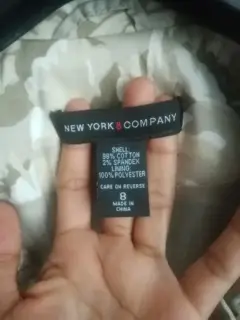 NEW YORK & COMPANY
SHELL
98% COTTON
2% SPANDEX
LINING:
100% POLYESTER
CARE ON REVERSE
8
MADE IN
CHINA